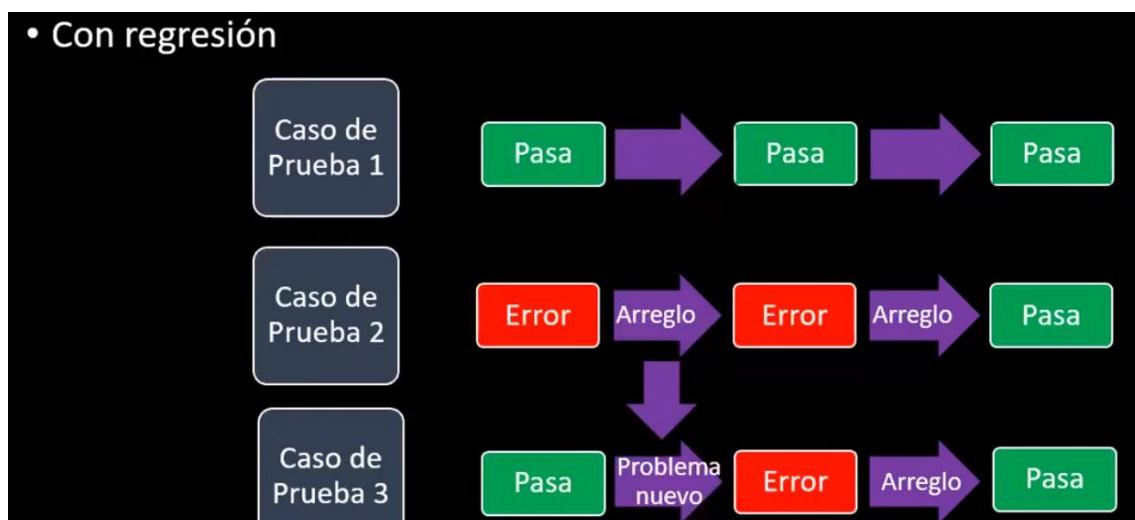 • Con regresión
Caso de
Prueba 1
Pasa
Pasa
Pasa
Caso de
Prueba 2
Error
Arreglo
Error
Arreglo
Pasa
Caso de
Prueba 3
Pasa
Problema
nuevo
Error
Arreglo
Pasa